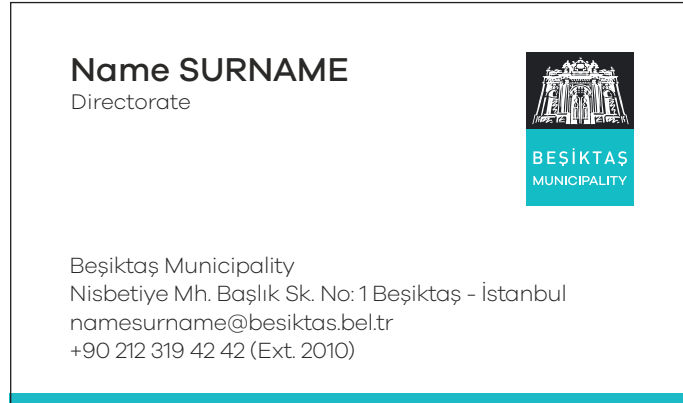 Name SURNAME
Directorate
BEŞİKTAŞ
MUNICIPALITY
Beşiktaş Municipality
Nisbetiye Mh. Başlık Sk. No: 1 Beşiktaş - İstanbul
namesurname@besiktas.bel.tr
+90 212 319 42 42 (Ext. 2010)